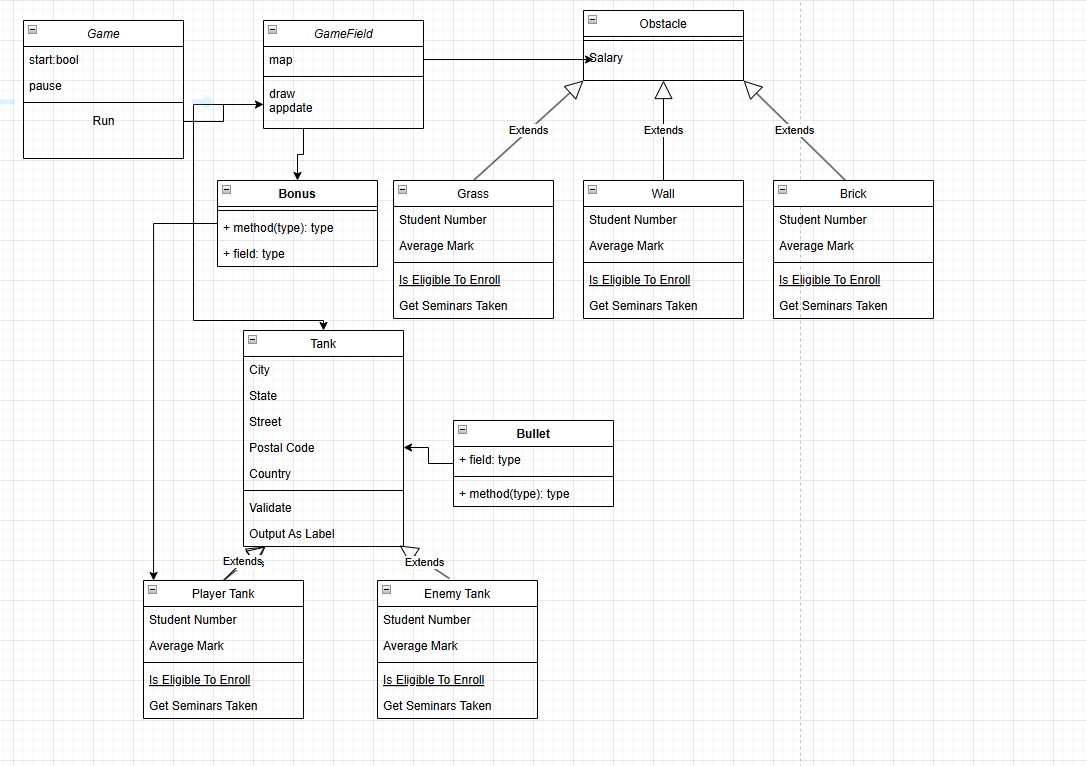 Game
start:bool
pause
Run
GameField
map
draw
appdate
Obstacle
Salary
Extends
Extends
Extends
Bonus
+ method(type): type
+ field: type
Grass
Student Number
Average Mark
Is Eligible To Enroll
Get Seminars Taken
Wall
Student Number
Average Mark
Is Eligible To Enroll
Get Seminars Taken
Brick
Student Number
Average Mark
Is Eligible To Enroll
Get Seminars Taken
Tank
City
State
Street
Postal Code
Country
Validate
Output As Label
Bullet
+ field: type
+ method(type): type
Extends
Extends
Player Tank
Student Number
Average Mark
Is Eligible To Enroll
Get Seminars Taken
Enemy Tank
Student Number
Average Mark
Is Eligible To Enroll
Get Seminars Taken